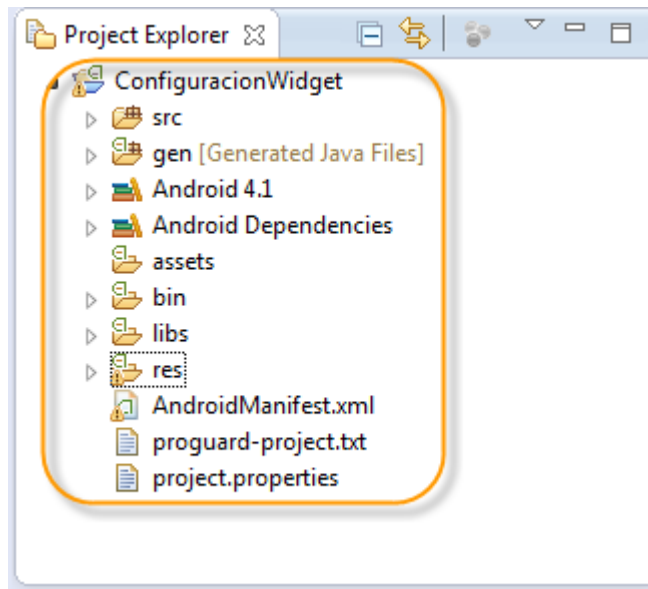 Project Explorer
ConfiguracionWidget
src
gen [Generated Java Files]
Android 4.1
Android Dependencies
assets
bin
libs
res
AndroidManifest.xml
proguard-project.txt
project.properties